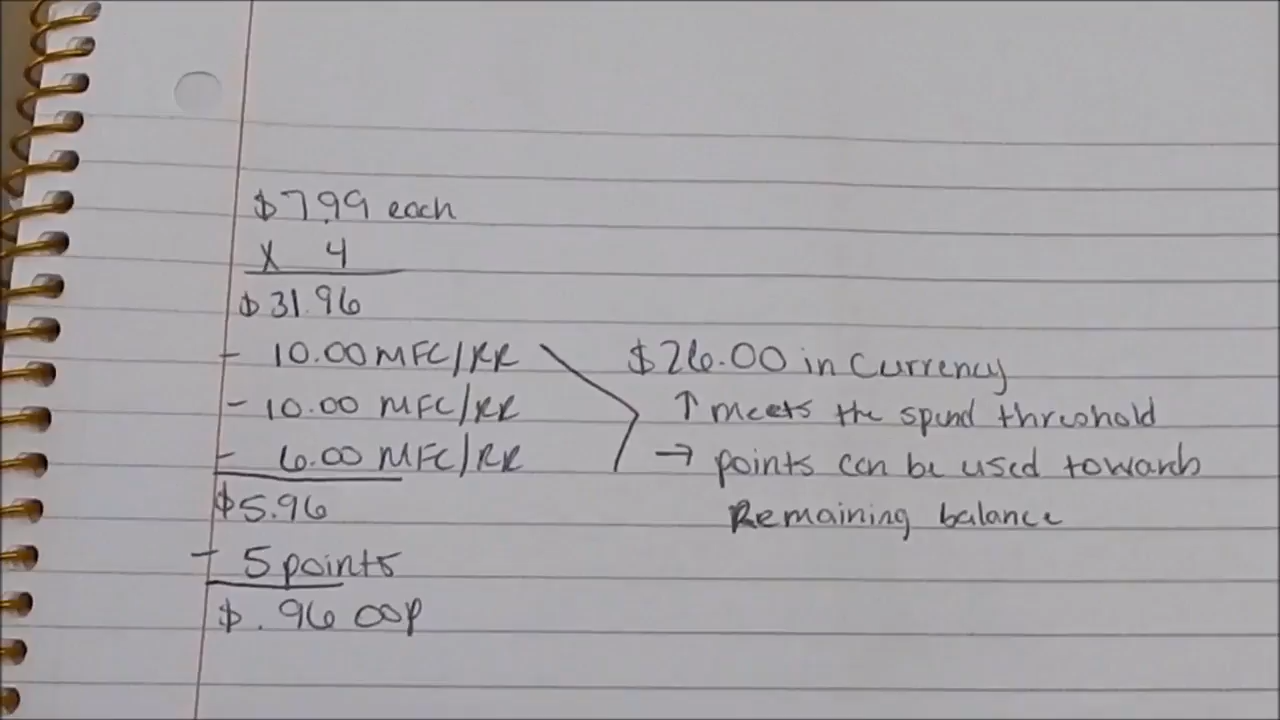 $7.99 each
x 4
$31.96
- 10.00 MFC/RR
- 10.00 MFC/RR
- 6.00 MFC/RR
$5.96
- 5 points
$.96 OOP
$26.00 in Currency
↑ meets the spend threshold
→ points can be used towards
Remaining balance